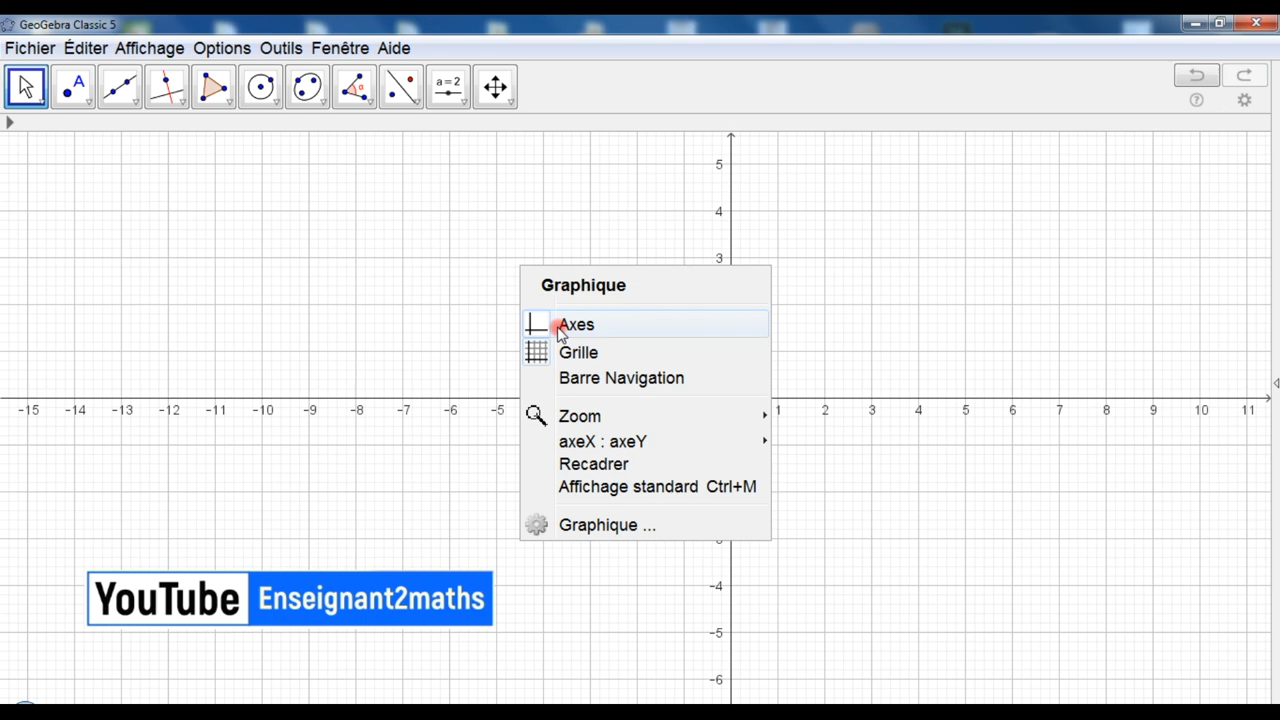 GeoGebra Classic 5
Fichier Éditer Affichage Options Outils Fenêtre Aide
A
α
a=2
5
4
3
Graphique
Axes
Grille
Barre Navigation
-15 -14 -13 -12 -11 -10 -9 -8 -7 -6 -5 1 2 3 4 5 6 7 8 9 10 11
Zoom
axeX : axeY
Recadrer
Affichage standard Ctrl+M
Graphique ...
-4
YouTube Enseignant2maths
-5
-6